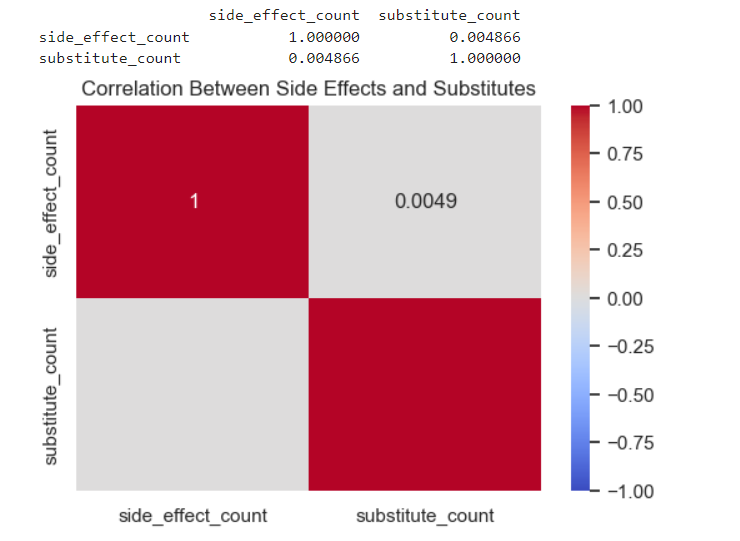 side_effect_count substitute_count
side_effect_count 1.000000 0.004866
substitute_count 0.004866 1.000000
Correlation Between Side Effects and Substitutes
side_effect_count
1
0.0049
substitute_count
side_effect_count substitute_count
1.00
0.75
0.50
0.25
0.00
−0.25
−0.50
−0.75
−1.00